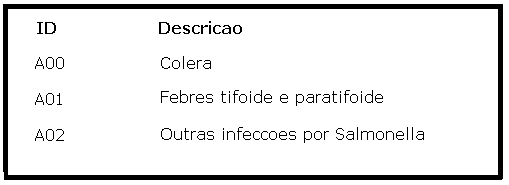 ID Descricao
A00 Colera
A01 Febres tifoide e paratifoide
A02 Outras infeccoes por Salmonella